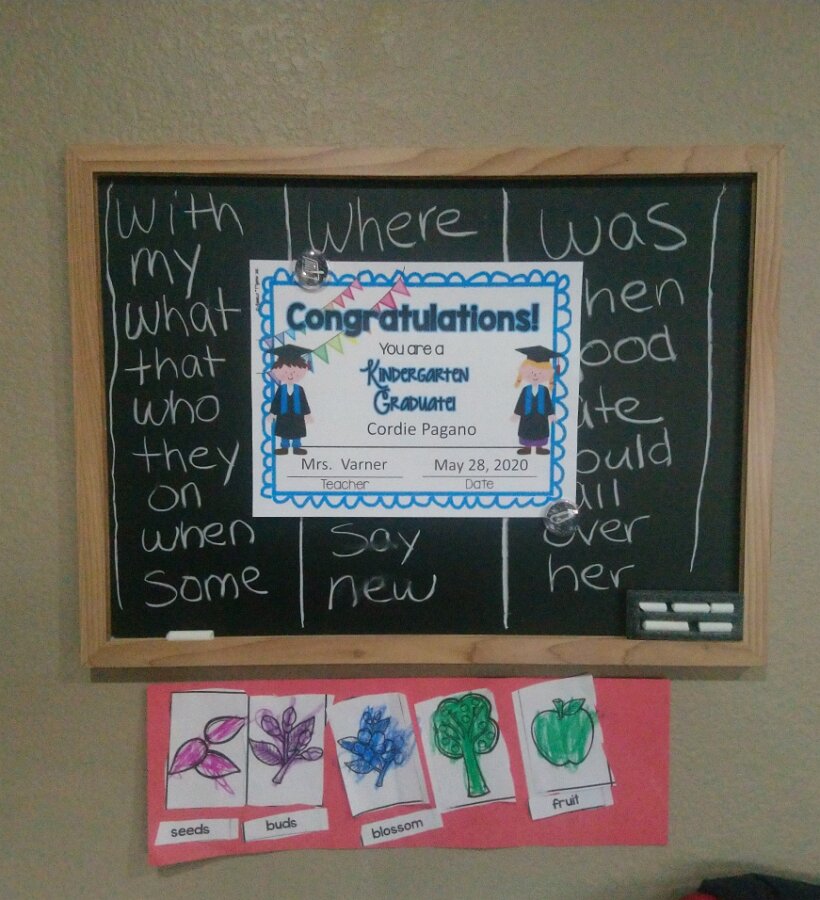 with
my
what
that
who
they
on
when
some
where
say
new
was
over
her
Congratulations!
You are a
Kindergarten
Graduate!
Cordie Pagano
Mrs. Varner May 28, 2020
Teacher Date
seeds buds blossom fruit